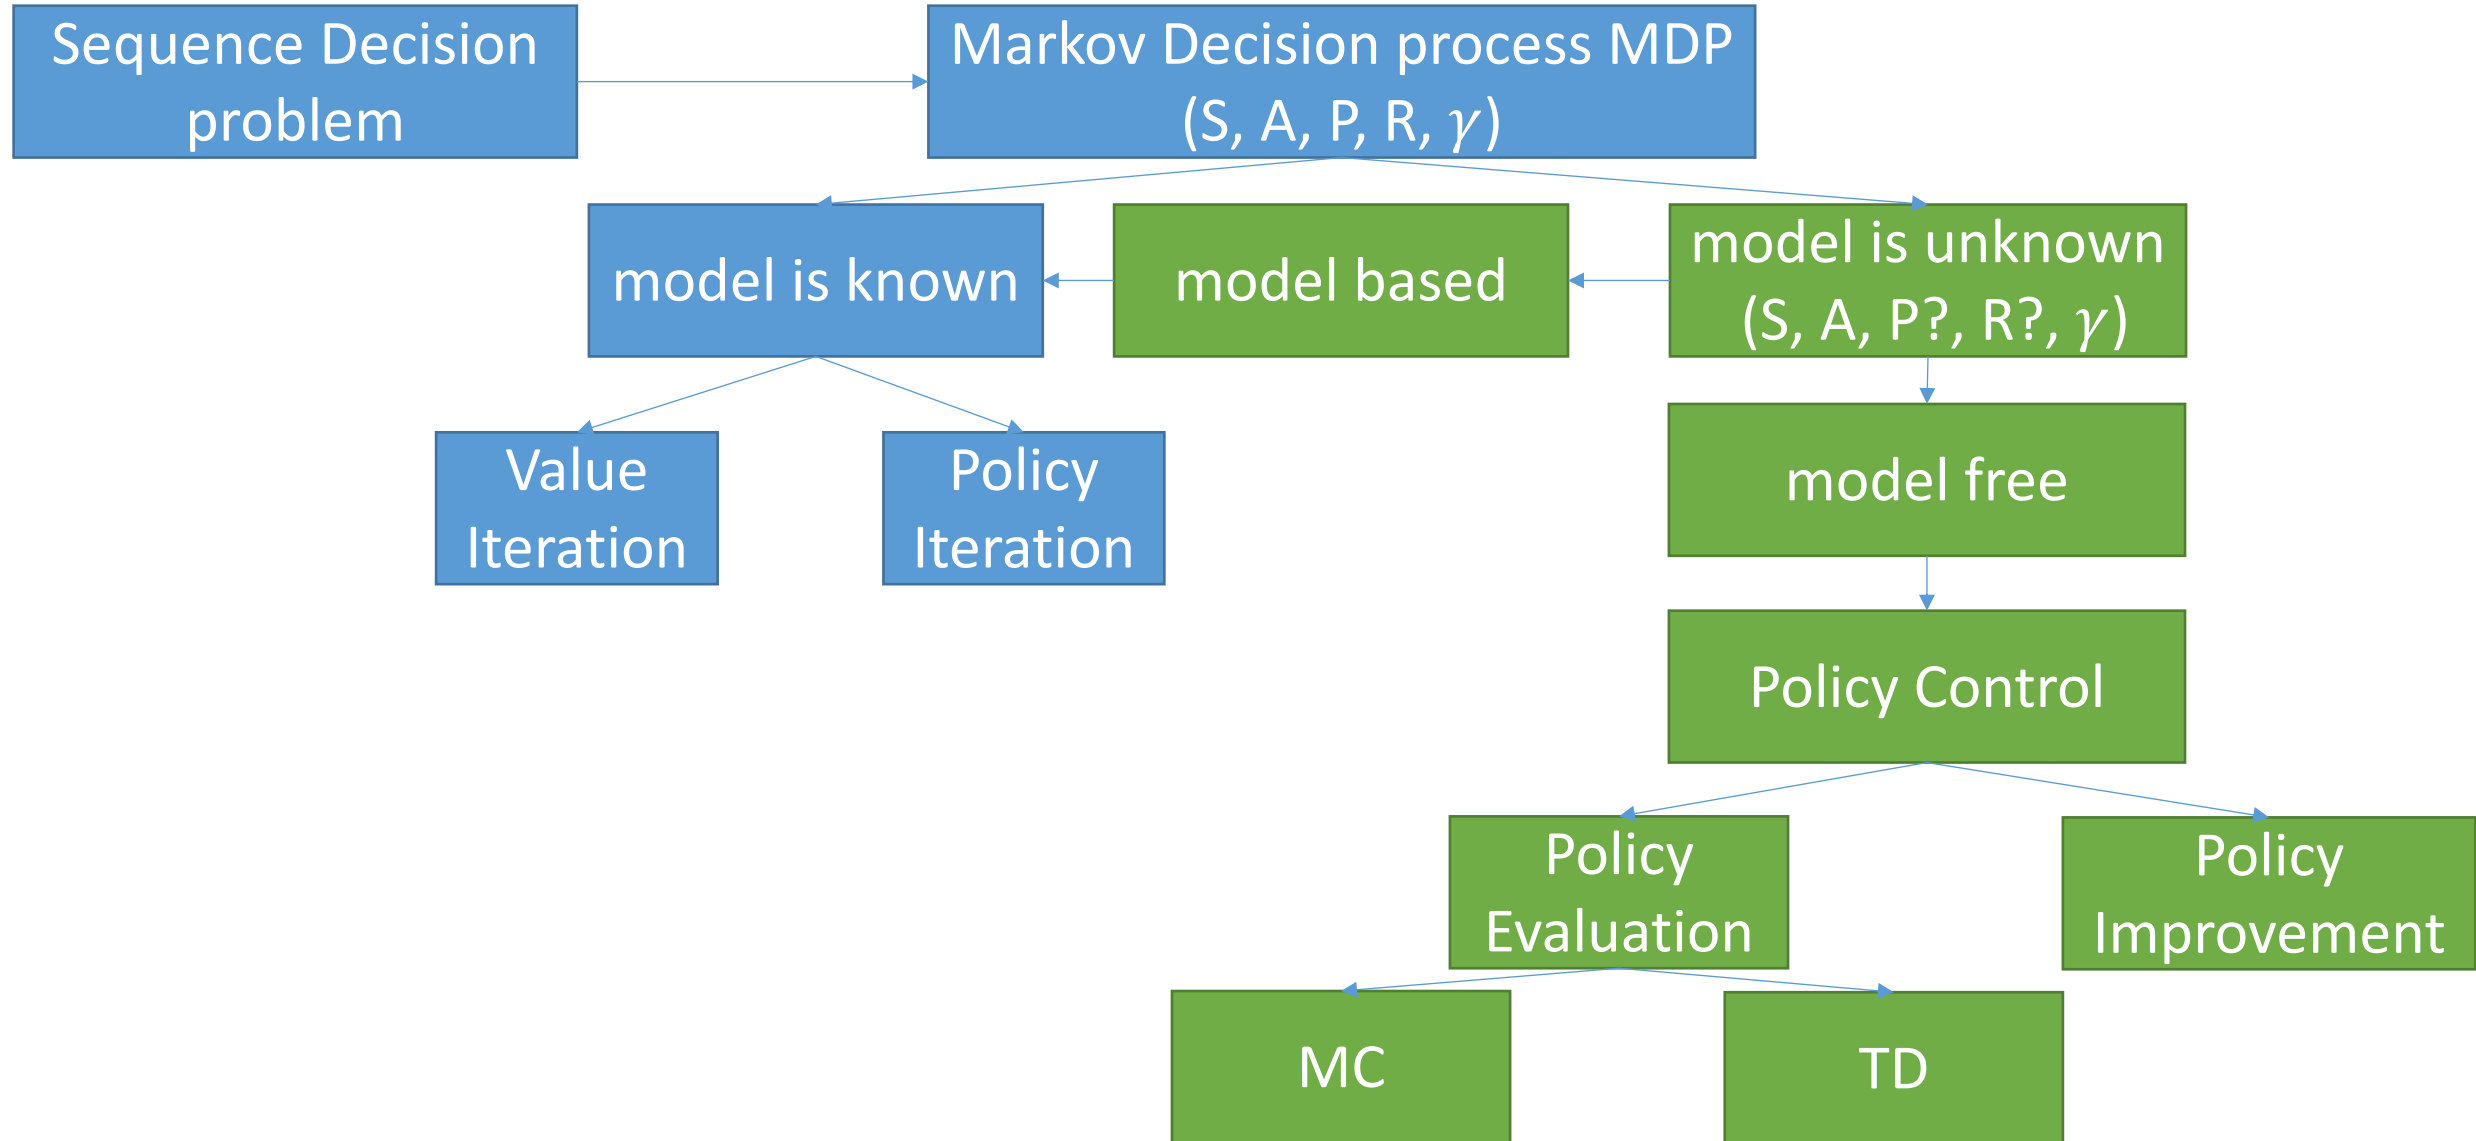 Sequence Decision
problem
Markov Decision process MDP
(S, A, P, R, γ)
model is known
model based
model is unknown
(S, A, P?, R?, γ)
Value
Iteration
Policy
Iteration
model free
Policy Control
Policy
Evaluation
Policy
Improvement
MC
TD